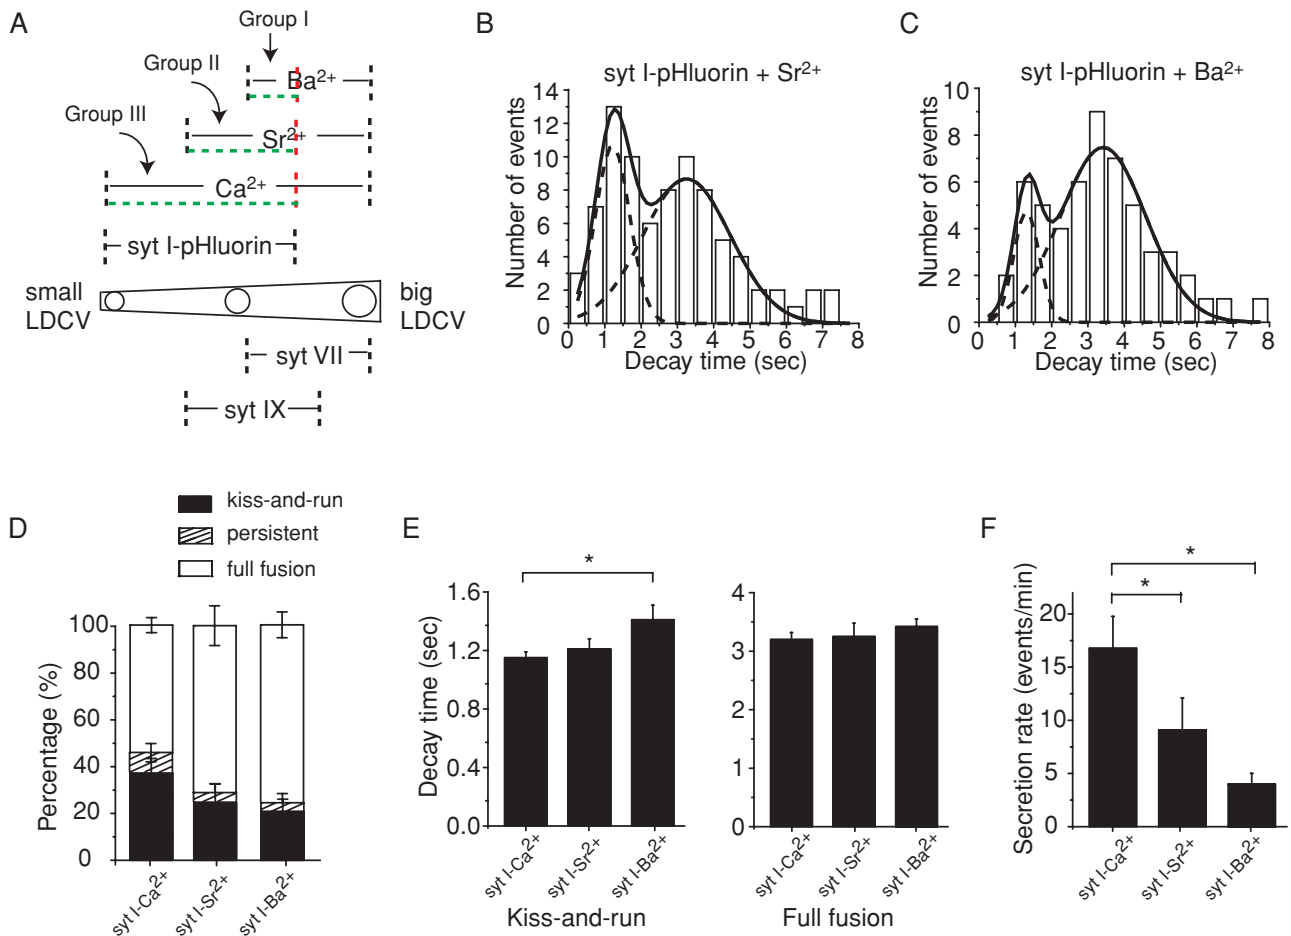 A
Group I
Group II
Group III
Ba2+
Sr2+
Ca2+
syt I-pHluorin
small
LDCV
big
LDCV
syt VII
syt IX
B
syt I-pHluorin + Sr2+
Number of events
14
12
10
8
6
4
2
0
0 1 2 3 4 5 6 7 8
Decay time (sec)
C
syt I-pHluorin + Ba2+
Number of events
10
8
6
4
2
0
0 1 2 3 4 5 6 7 8
Decay time (sec)
D
kiss-and-run
persistent
full fusion
Percentage (%)
100
80
60
40
20
0
syt I-Ca2+
syt I-Sr2+
syt I-Ba2+
E
Decay time (sec)
1.6
1.2
0.8
0.4
0.0
*
syt I-Ca2+
syt I-Sr2+
syt I-Ba2+
Kiss-and-run
4
3
2
1
0
syt I-Ca2+
syt I-Sr2+
syt I-Ba2+
Full fusion
F
Secretion rate (events/min)
20
15
10
5
0
*
*
syt I-Ca2+
syt I-Sr2+
syt I-Ba2+